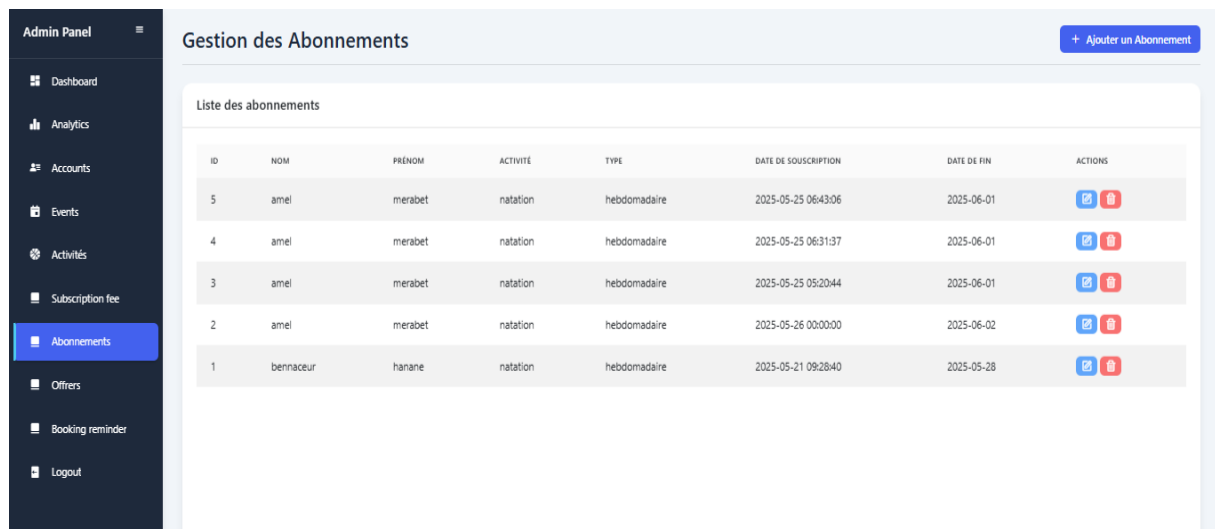 Admin Panel
Dashboard
Analytics
Accounts
Events
Activités
Subscription fee
Abonnements
Offrers
Booking reminder
Logout
Gestion des Abonnements
+ Ajouter un Abonnement
Liste des abonnements
ID NOM PRÉNOM ACTIVITÉ TYPE DATE DE SOUSCRIPTION DATE DE FIN ACTIONS
5 amel merabet natation hebdomadaire 2025-05-25 06:43:06 2025-06-01
4 amel merabet natation hebdomadaire 2025-05-25 06:31:37 2025-06-01
3 amel merabet natation hebdomadaire 2025-05-25 05:20:44 2025-06-01
2 amel merabet natation hebdomadaire 2025-05-26 00:00:00 2025-06-02
1 bennaceur hanane natation hebdomadaire 2025-05-21 09:28:40 2025-05-28